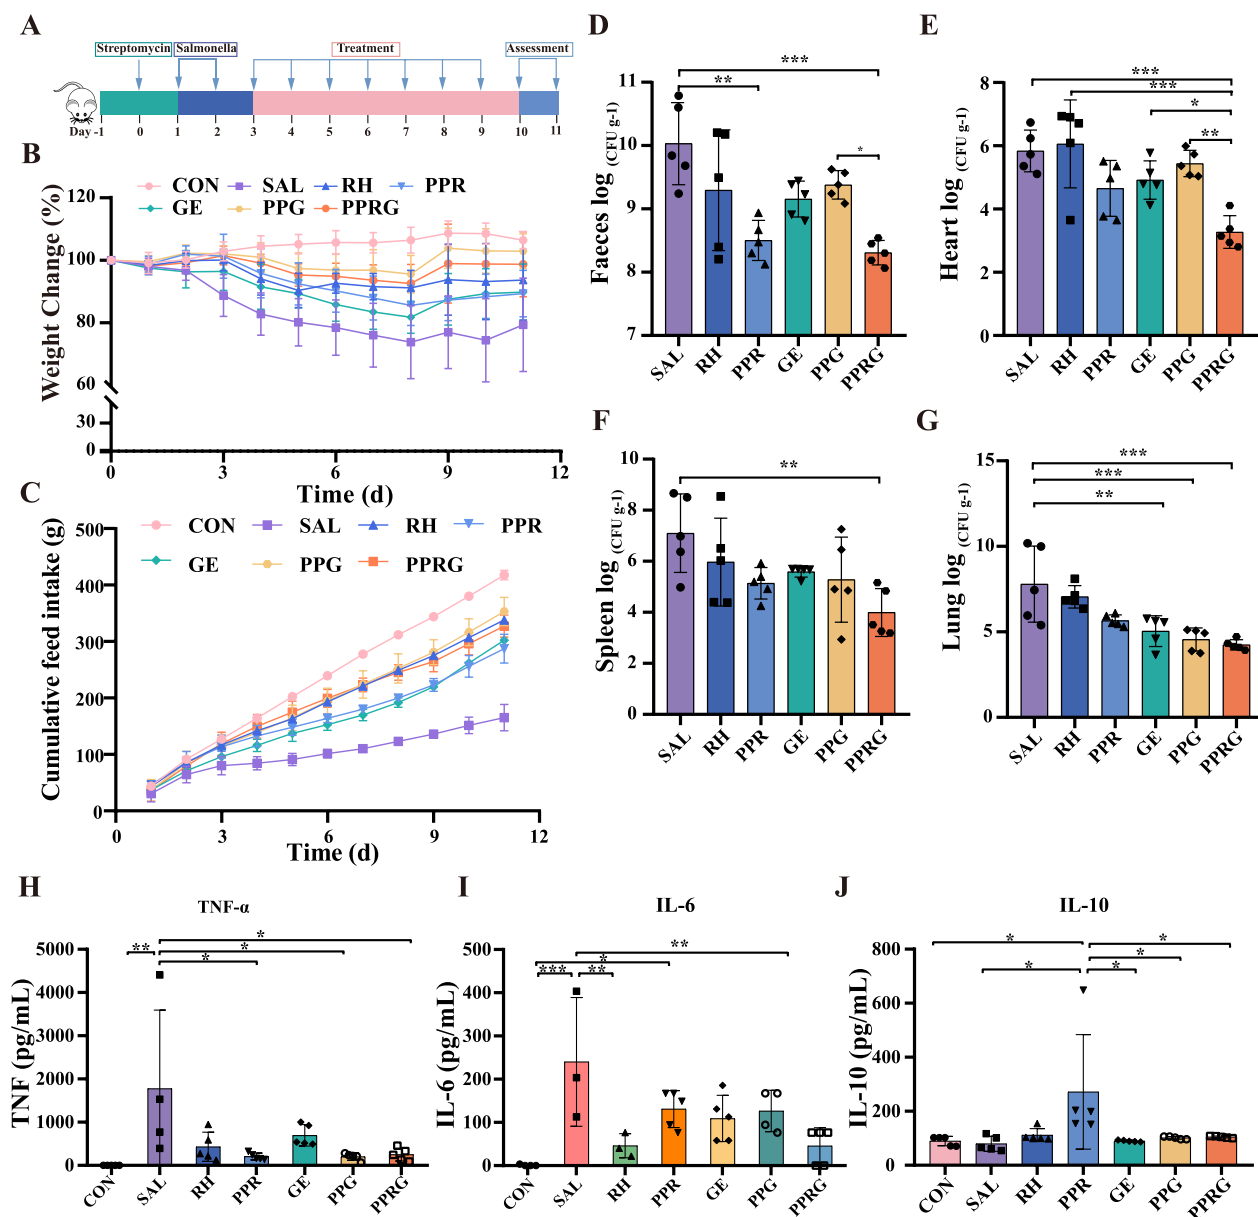 A
Streptomycin
Salmonella
Treatment
Assessment
Day -1 0 1 2 3 4 5 6 7 8 9 10 11
B
Weight Change (%)
120
100
80
60
30
0
CON SAL RH PPR
GE PPG PPRG
0 3 6 9 12
Time (d)
C
Cumulative feed intake (g)
500
400
300
200
100
0
CON SAL RH PPR
GE PPG PPRG
0 3 6 9 12
Time (d)
D
Faeces log (CFU g-1)
11
10
9
8
7
***
**
*
SAL RH PPR GE PPG PPRG
E
Heart log (CFU g-1)
8
6
4
2
0
***
***
*
**
SAL RH PPR GE PPG PPRG
F
Spleen log (CFU g-1)
10
8
6
4
2
0
**
SAL RH PPR GE PPG PPRG
G
Lung log (CFU g-1)
15
10
5
0
***
***
**
SAL RH PPR GE PPG PPRG
H
TNF-α
TNF (pg/mL)
5000
4000
3000
2000
1000
0
*
**
*
*
CON SAL RH PPR GE PPG PPRG
I
IL-6
IL-6 (pg/mL)
500
400
300
200
100
0
**
*
***
**
CON SAL RH PPR GE PPG PPRG
J
IL-10
IL-10 (pg/mL)
800
600
400
200
0
*
*
*
*
*
CON SAL RH PPR GE PPG PPRG